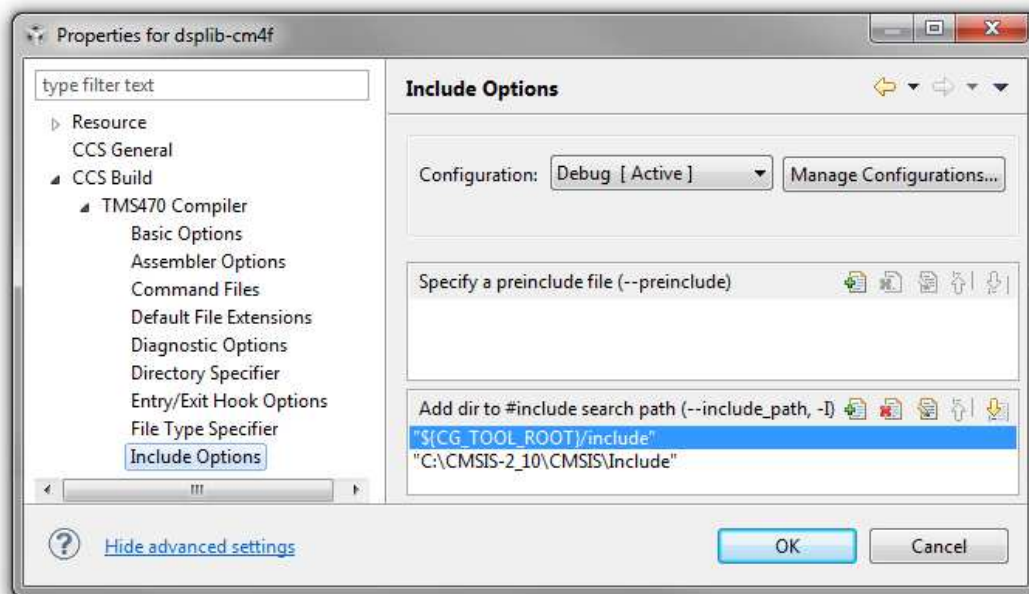 Properties for dsplib-cm4f
type filter text
Resource
CCS General
CCS Build
TMS470 Compiler
Basic Options
Assembler Options
Command Files
Default File Extensions
Diagnostic Options
Directory Specifier
Entry/Exit Hook Options
File Type Specifier
Include Options
Include Options
Configuration: Debug [ Active ] Manage Configurations...
Specify a preinclude file (--preinclude)
Add dir to #include search path (--include_path, -I)
"${CG_TOOL_ROOT}/include"
"C:\CMSIS-2_10\CMSIS\Include"
Hide advanced settings
OK
Cancel